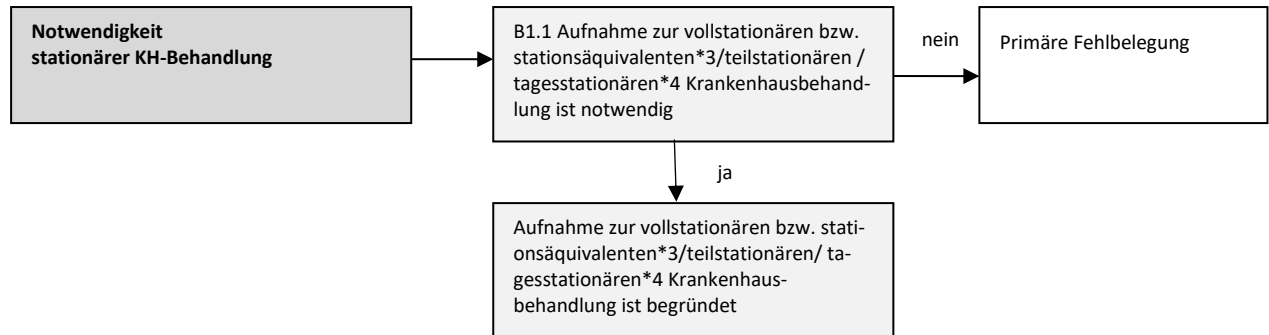 Notwendigkeit
stationärer KH-Behandlung
B1.1 Aufnahme zur vollstationären bzw.
stationsäquivalenten*3/teilstationären /
tagesstationären*4 Krankenhausbehand-
lung ist notwendig
nein
Primäre Fehlbelegung
ja
Aufnahme zur vollstationären bzw. stati-
onsäquivalenten*3/teilstationären/ ta-
gesstationären*4 Krankenhaus-
behandlung ist begründet